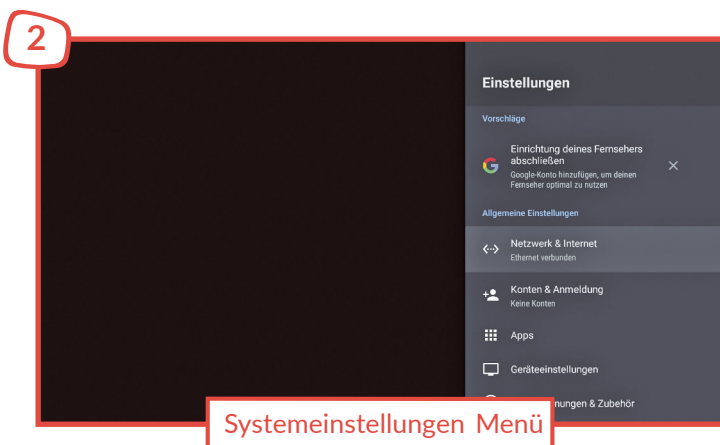 2
Einstellungen
Vorschläge
Einrichtung deines Fernsehers
abschließen
Google-Konto hinzufügen, um deinen
Fernseher optimal zu nutzen
Allgemeine Einstellungen
Netzwerk & Internet
Ethernet verbunden
Konten & Anmeldung
Keine Konten
Apps
Geräteeinstellungen
& Zubehör
Systemeinstellungen Menü